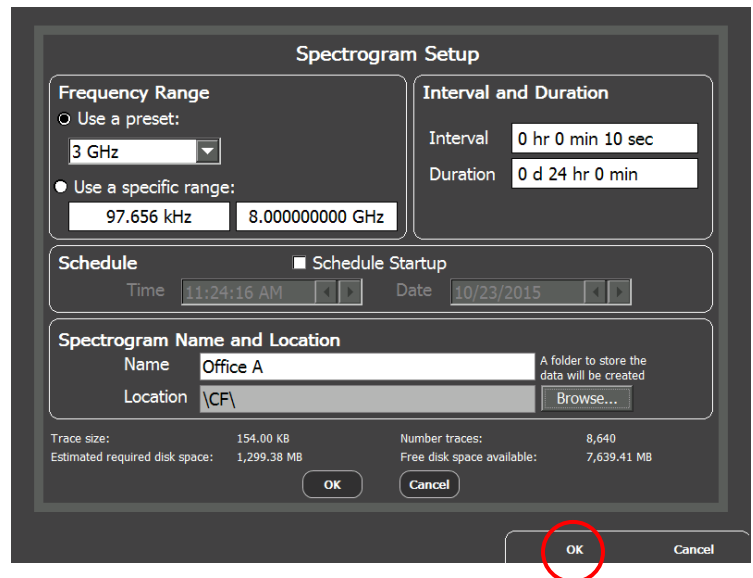 Spectrogram Setup
Frequency Range
Use a preset:
3 GHz
Use a specific range:
97.656 kHz 8.000000000 GHz
Interval and Duration
Interval 0 hr 0 min 10 sec
Duration 0 d 24 hr 0 min
Schedule Schedule Startup
Time 11:24:16 AM Date 10/23/2015
Spectrogram Name and Location
Name Office A
A folder to store the
data will be created
Location \CF\ Browse...
Trace size: 154.00 KB Number traces: 8,640
Estimated required disk space: 1,299.38 MB Free disk space available: 7,639.41 MB
OK Cancel
OK Cancel